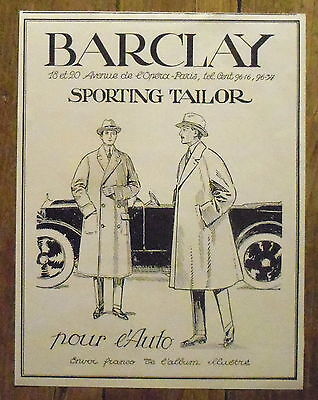 BARCLAY
18 et 20 Avenue de l'Opéra-Paris, tel. Cent. 96-16, 96-37
SPORTING TAILOR
pour l'Auto
Envoi franco de l'album illustré